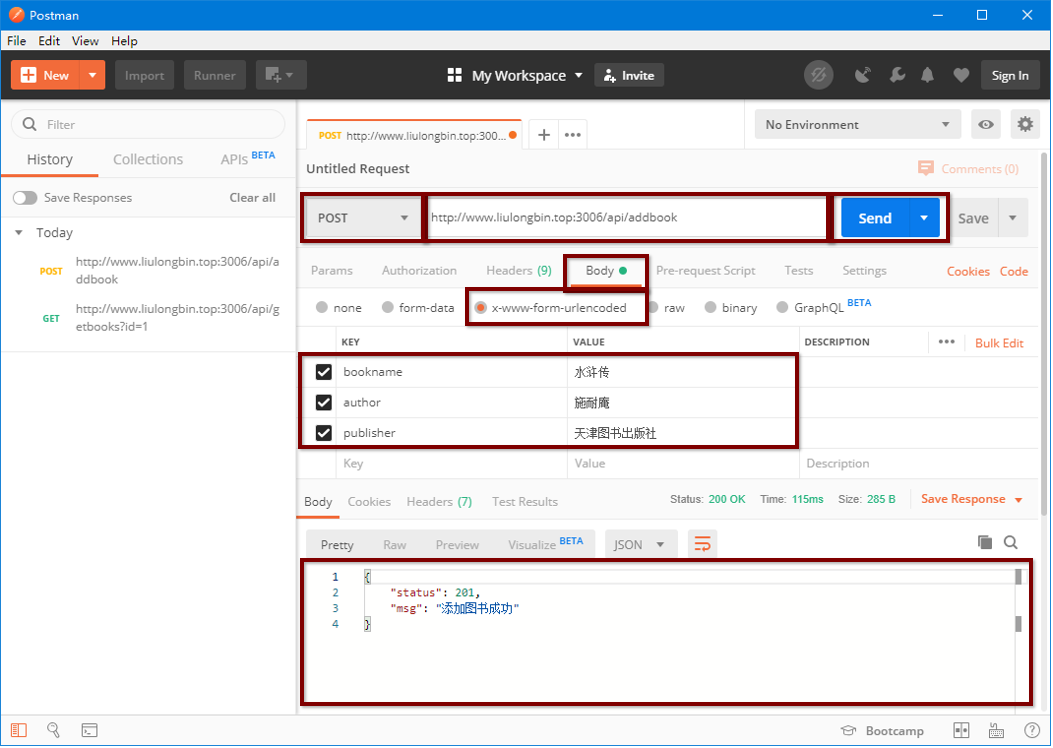 Postman
File Edit View Help
New Import Runner My Workspace Invite Sign In
Filter
History Collections APIs BETA
Save Responses Clear all
Today
POST http://www.liulongbin.top:3006/api/a
ddbook
GET http://www.liulongbin.top:3006/api/g
etbooks?id=1
POST http://www.liulongbin.top:300... No Environment
Untitled Request Comments (0)
POST http://www.liulongbin.top:3006/api/addbook Send Save
Params Authorization Headers (9) Body Pre-request Script Tests Settings Cookies Code
none form-data x-www-form-urlencoded raw binary GraphQL BETA
KEY VALUE DESCRIPTION ••• Bulk Edit
bookname 水浒传
author 施耐庵
publisher 天津图书出版社
Key Value Description
Body Cookies Headers (7) Test Results Status: 200 OK Time: 115ms Size: 285 B Save Response
Pretty Raw Preview Visualize BETA JSON
1 {
2 "status": 201,
3 "msg": "添加图书成功"
4 }
Bootcamp